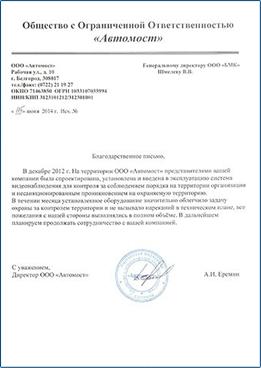 Общество с Ограниченной Ответственностью
«Автомост»
ООО «Автомост»
Рабочая ул., д. 10
г. Белгород, 308017
тел./факс: (0722) 21 19 27
ОКПО 71463850 ОГРН 1033107033994
ИНН/КПП 3123101212/312301001
Генеральному директору ООО «БМК»
Шмелеву В.В.
июня 2014 г. Исх. №
Благодарственное письмо.
В декабре 2012 г. На территории ООО «Автомост» представителями вашей
компании была спроектирована, установлена и введена в эксплуатацию система
видеонаблюдения для контроля за соблюдением порядка на территории организации
и несанкционированным проникновением на охраняемую территорию.
В течении месяца установленное оборудование значительно облегчило задачу
охраны за контролем территории и не вызывало нареканий в техническом плане, все
пожелания с нашей стороны выполнялись в полном объёме. В дальнейшем
планируем продолжать сотрудничество с вашей компанией.
С уважением,
Директор ООО «Автомост»
А.И. Еремин